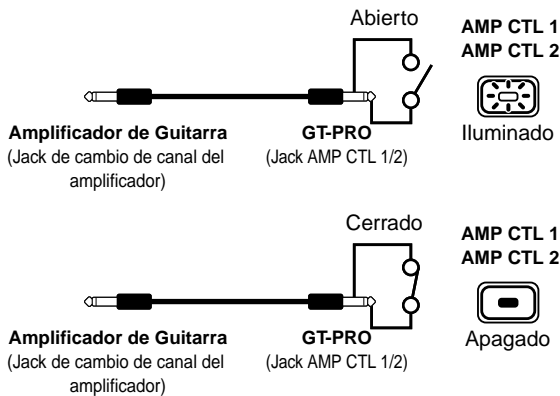 Abierto
AMP CTL 1
AMP CTL 2
Amplificador de Guitarra
(Jack de cambio de canal del
amplificador)
GT-PRO
(Jack AMP CTL 1/2)
Iluminado
Cerrado
AMP CTL 1
AMP CTL 2
Amplificador de Guitarra
(Jack de cambio de canal del
amplificador)
GT-PRO
(Jack AMP CTL 1/2)
Apagado